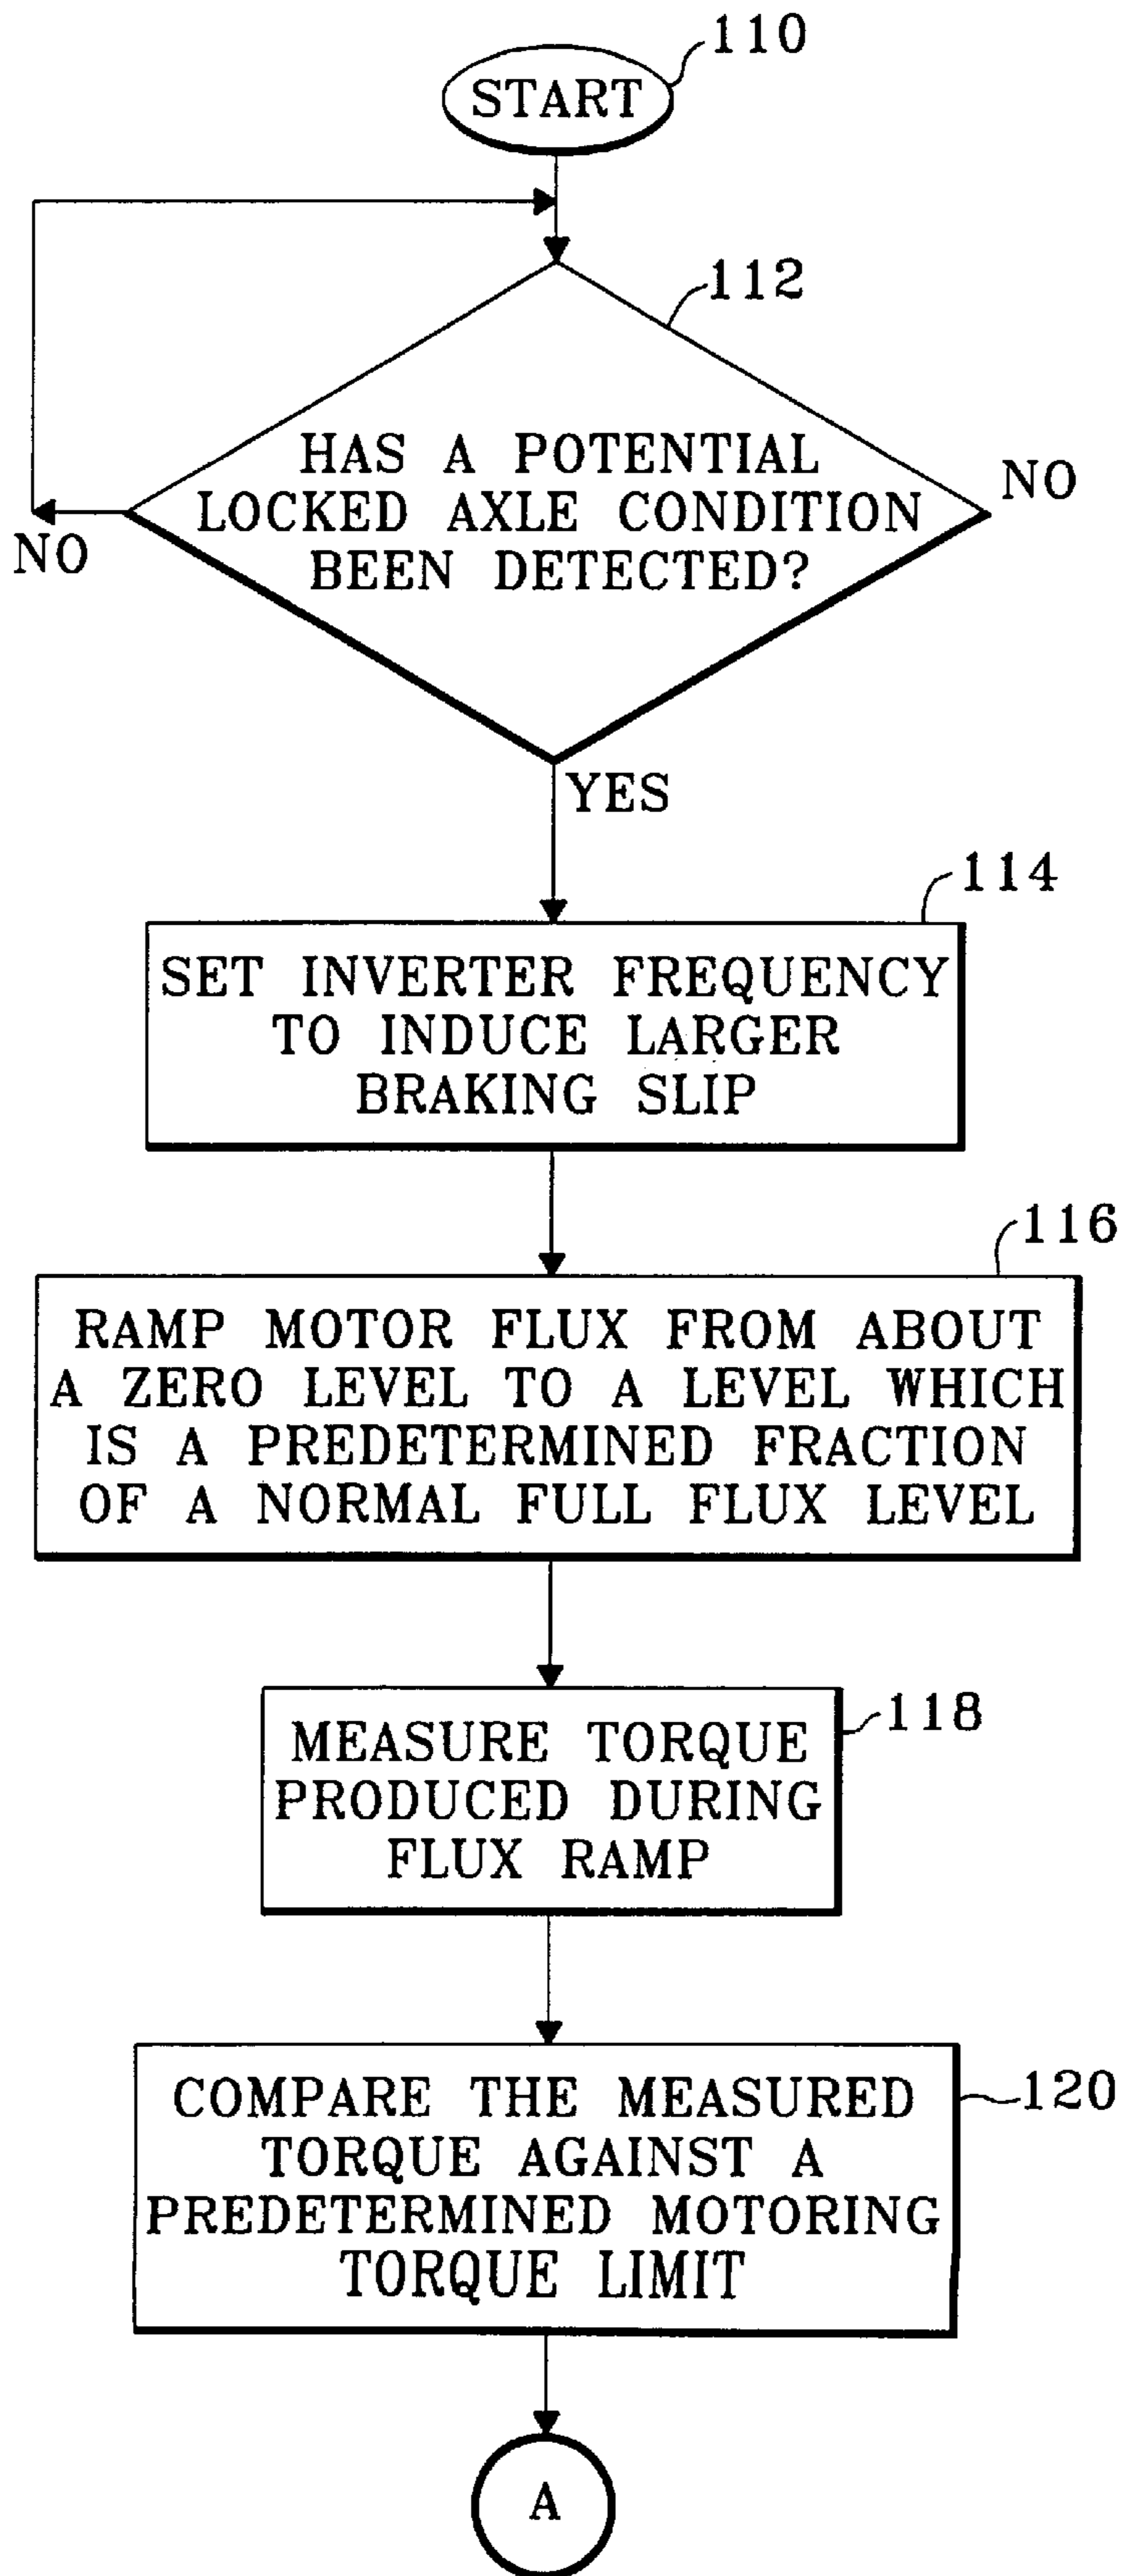 110
START
112
HAS A POTENTIAL
LOCKED AXLE CONDITION
BEEN DETECTED?
NO
NO
YES
114
SET INVERTER FREQUENCY
TO INDUCE LARGER
BRAKING SLIP
116
RAMP MOTOR FLUX FROM ABOUT
A ZERO LEVEL TO A LEVEL WHICH
IS A PREDETERMINED FRACTION
OF A NORMAL FULL FLUX LEVEL
118
MEASURE TORQUE
PRODUCED DURING
FLUX RAMP
120
COMPARE THE MEASURED
TORQUE AGAINST A
PREDETERMINED MOTORING
TORQUE LIMIT
A